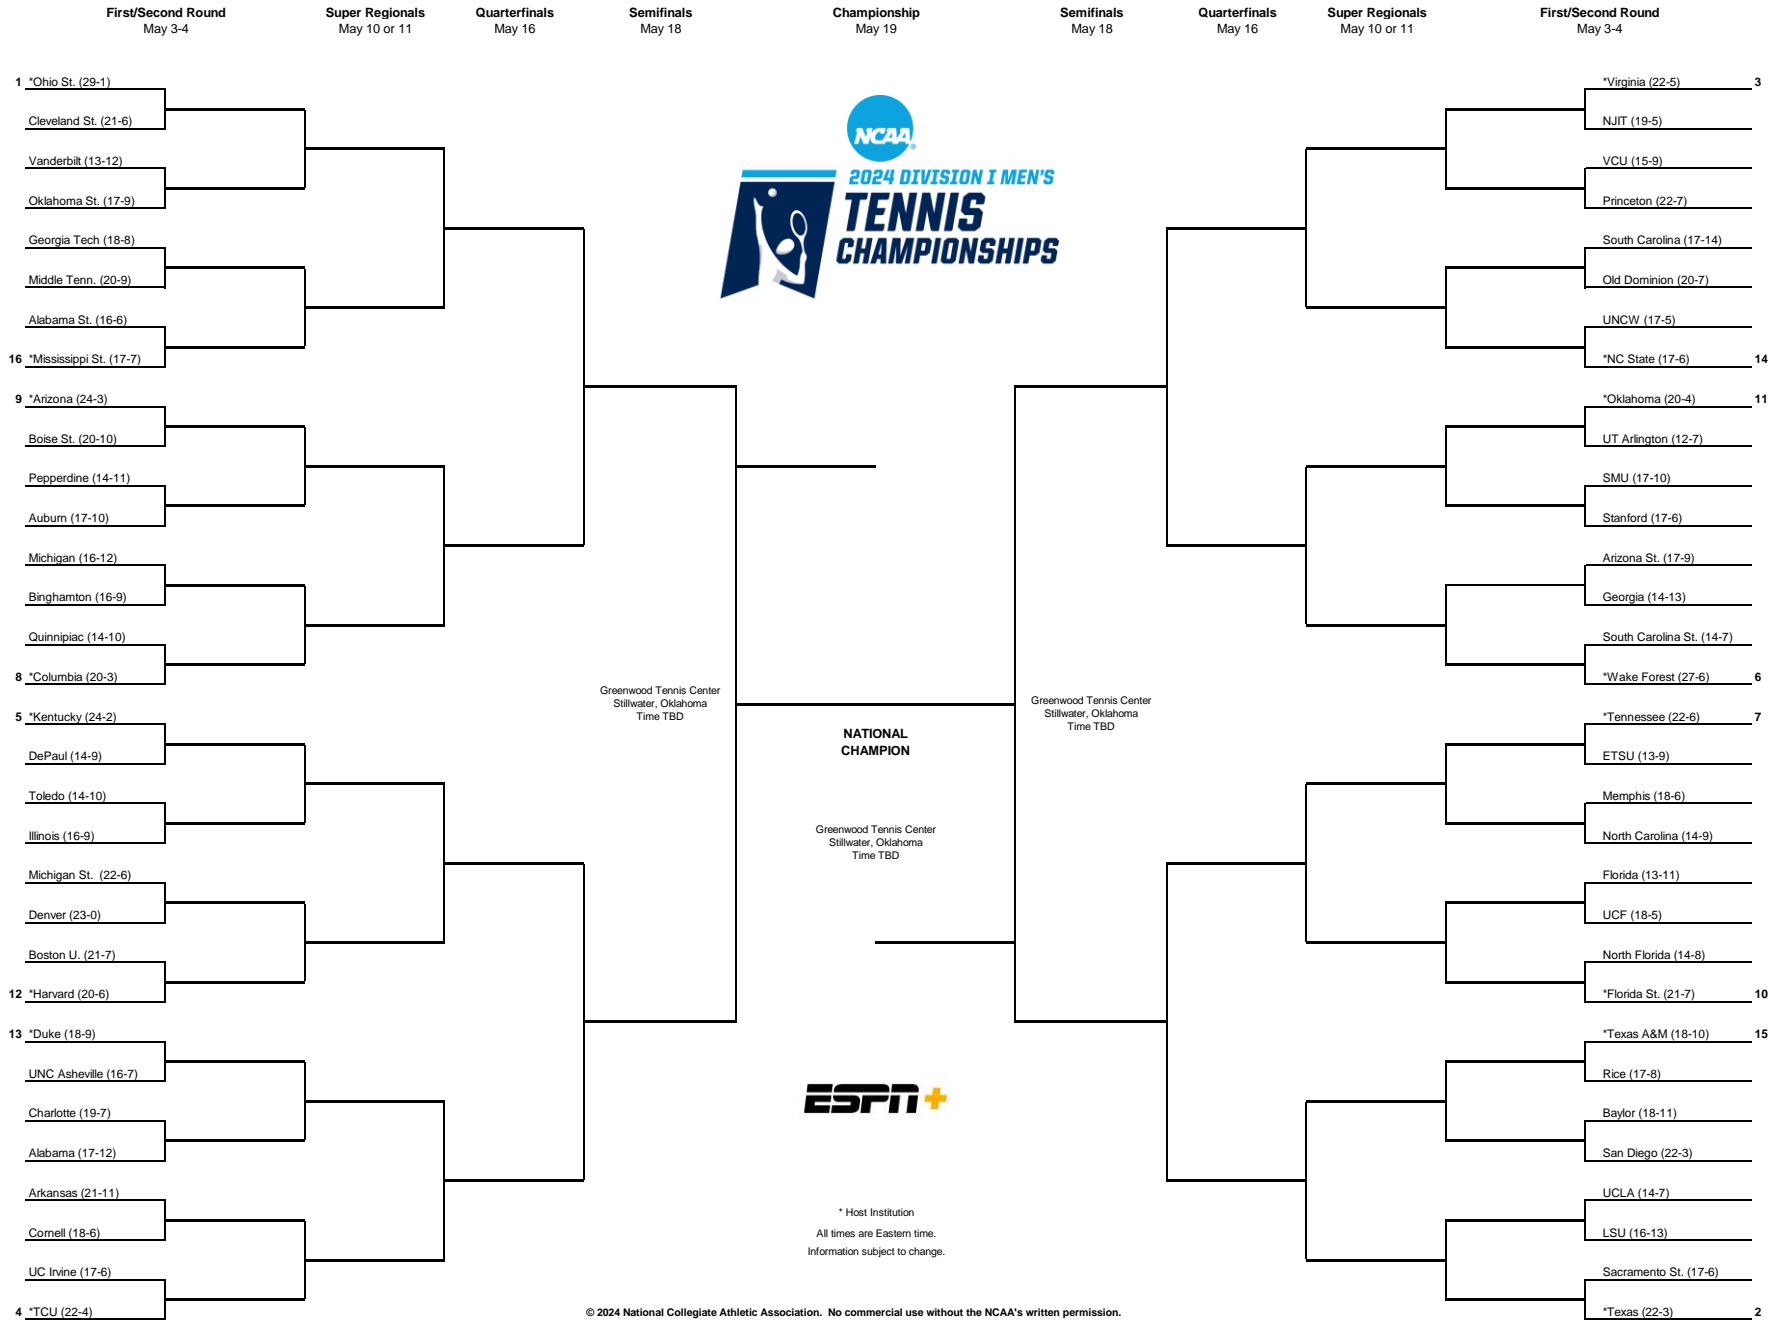 First/Second Round
May 3-4
Super Regionals
May 10 or 11
Quarterfinals
May 16
Semifinals
May 18
Championship
May 19
Semifinals
May 18
Quarterfinals
May 16
Super Regionals
May 10 or 11
First/Second Round
May 3-4
1 *Ohio St. (29-1)
Cleveland St. (21-6)
Vanderbilt (13-12)
Oklahoma St. (17-9)
Georgia Tech (18-8)
Middle Tenn. (20-9)
Alabama St. (16-6)
16 *Mississippi St. (17-7)
9 *Arizona (24-3)
Boise St. (20-10)
Pepperdine (14-11)
Auburn (17-10)
Michigan (16-12)
Binghamton (16-9)
Quinnipiac (14-10)
8 *Columbia (20-3)
5 *Kentucky (24-2)
DePaul (14-9)
Toledo (14-10)
Illinois (16-9)
Michigan St. (22-6)
Denver (23-0)
Boston U. (21-7)
12 *Harvard (20-6)
13 *Duke (18-9)
UNC Asheville (16-7)
Charlotte (19-7)
Alabama (17-12)
Arkansas (21-11)
Cornell (18-6)
UC Irvine (17-6)
4 *TCU (22-4)
NCAA
2024 DIVISION I MEN'S
TENNIS
CHAMPIONSHIPS
Greenwood Tennis Center
Stillwater, Oklahoma
Time TBD
NATIONAL
CHAMPION
Greenwood Tennis Center
Stillwater, Oklahoma
Time TBD
Greenwood Tennis Center
Stillwater, Oklahoma
Time TBD
ESPN+
* Host Institution
All times are Eastern time.
Information subject to change.
© 2024 National Collegiate Athletic Association. No commercial use without the NCAA's written permission.
*Virginia (22-5) 3
NJIT (19-5)
VCU (15-9)
Princeton (22-7)
South Carolina (17-14)
Old Dominion (20-7)
UNCW (17-5)
*NC State (17-6) 14
*Oklahoma (20-4) 11
UT Arlington (12-7)
SMU (17-10)
Stanford (17-6)
Arizona St. (17-9)
Georgia (14-13)
South Carolina St. (14-7)
*Wake Forest (27-6) 6
*Tennessee (22-6) 7
ETSU (13-9)
Memphis (18-6)
North Carolina (14-9)
Florida (13-11)
UCF (18-5)
North Florida (14-8)
*Florida St. (21-7) 10
*Texas A&M (18-10) 15
Rice (17-8)
Baylor (18-11)
San Diego (22-3)
UCLA (14-7)
LSU (16-13)
Sacramento St. (17-6)
*Texas (22-3) 2